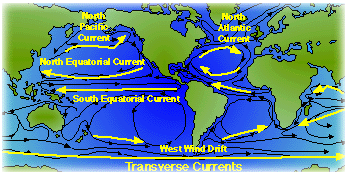 North
Pacific
Current
North
Atlantic
Current
North Equatorial Current
South Equatorial Current
West Wind Drift
Transverse Currents